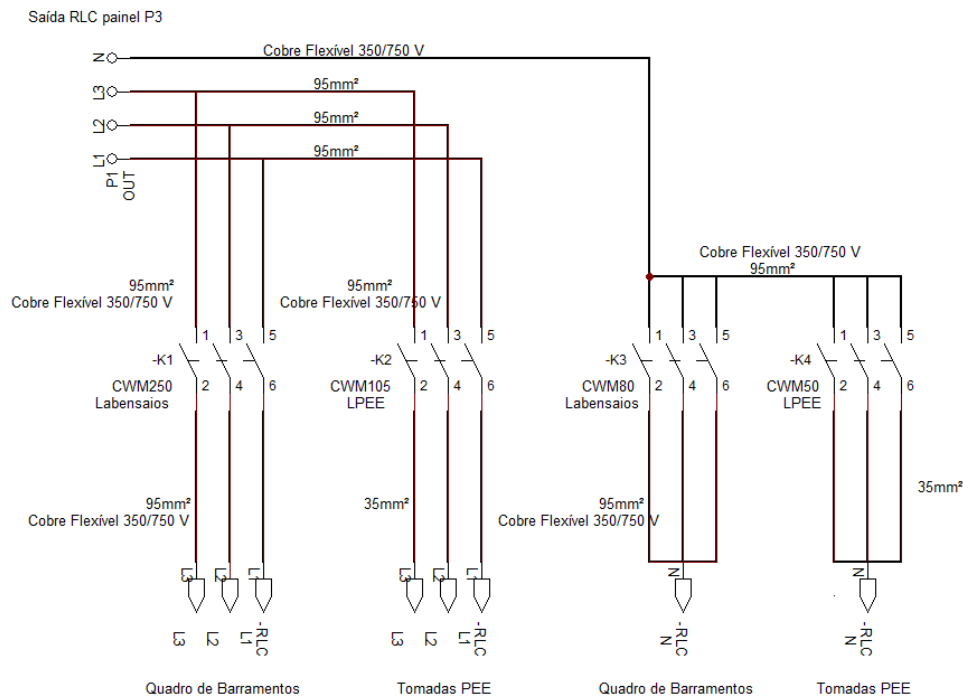 Saída RLC painel P3
Cobre Flexível 350/750 V
N
L3
95mm²
L2
95mm²
L1
95mm²
P1
OUT
Cobre Flexível 350/750 V
95mm²
95mm²
Cobre Flexível 350/750 V
95mm²
Cobre Flexível 350/750 V
1 3 5
-K1
CWM250
Labensaios
2 4 6
1 3 5
-K2
CWM105
LPEE
2 4 6
1 3 5
-K3
CWM80
Labensaios
2 4 6
1 3 5
-K4
CWM50
LPEE
2 4 6
95mm²
Cobre Flexível 350/750 V
35mm²
95mm²
Cobre Flexível 350/750 V
35mm²
L3 L2 L1
L3 L2 L1
N
N
L3 L2 L1 -RLC
L3 L2 L1 -RLC
-RLC N
-RLC N
Quadro de Barramentos
Tomadas PEE
Quadro de Barramentos
Tomadas PEE